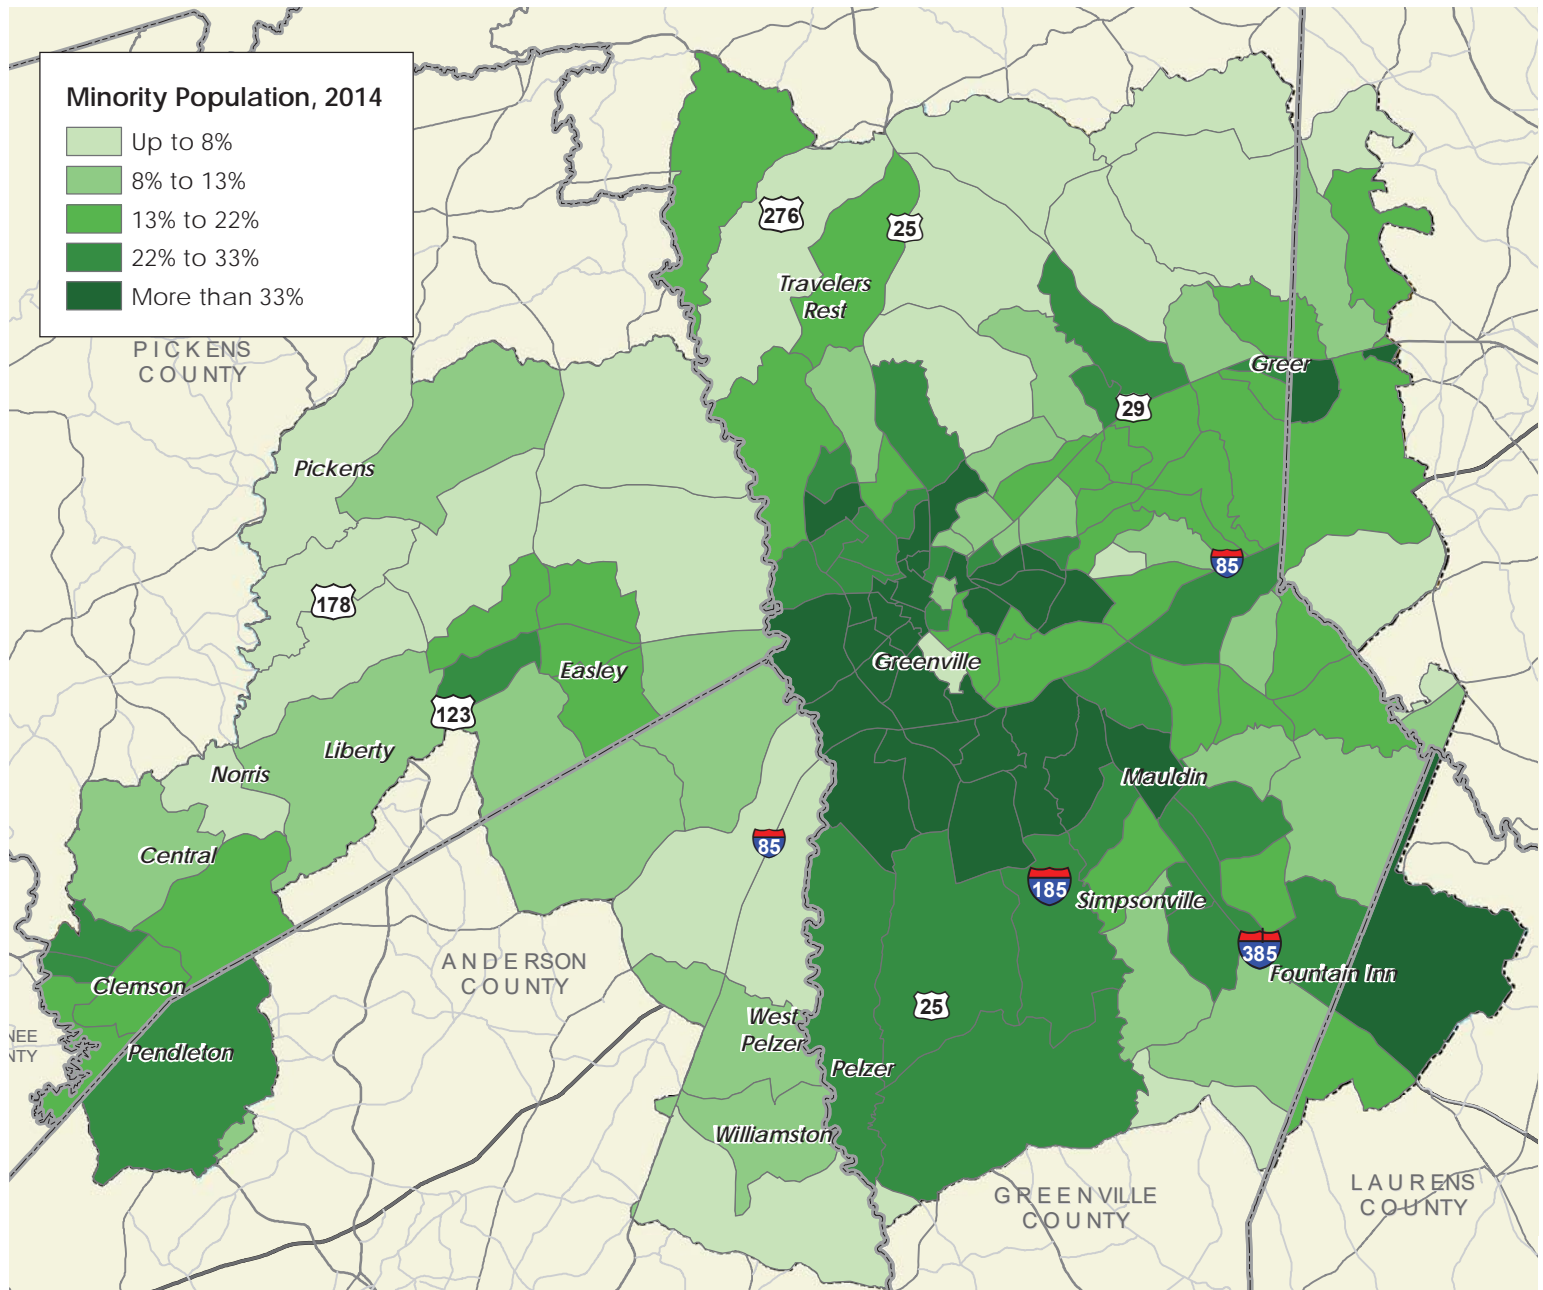 Minority Population, 2014
Up to 8%
8% to 13%
13% to 22%
22% to 33%
More than 33%
PICKENS
COUNTY
276
25
Travelers
Rest
Greer
29
Pickens
178
85
Easley
Greenville
123
Liberty
Norris
Mauldin
85
Central
185
Simpsonville
385
Fountain Inn
ANDERSON
COUNTY
Clemson
25
West
Pelzer
NEE
NTY
Pendleton
Pelzer
Williamston
GREENVILLE
COUNTY
LAURENS
COUNTY